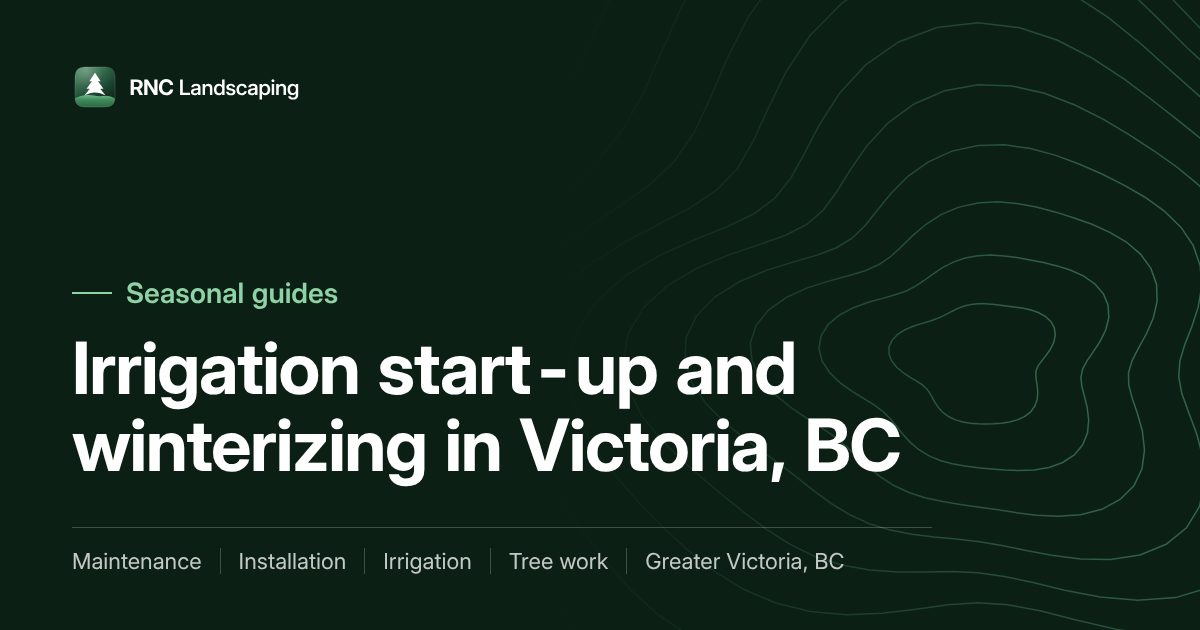 RNC Landscaping
Seasonal guides
Irrigation start-up and
winterizing in Victoria, BC
Maintenance | Installation | Irrigation | Tree work | Greater Victoria, BC